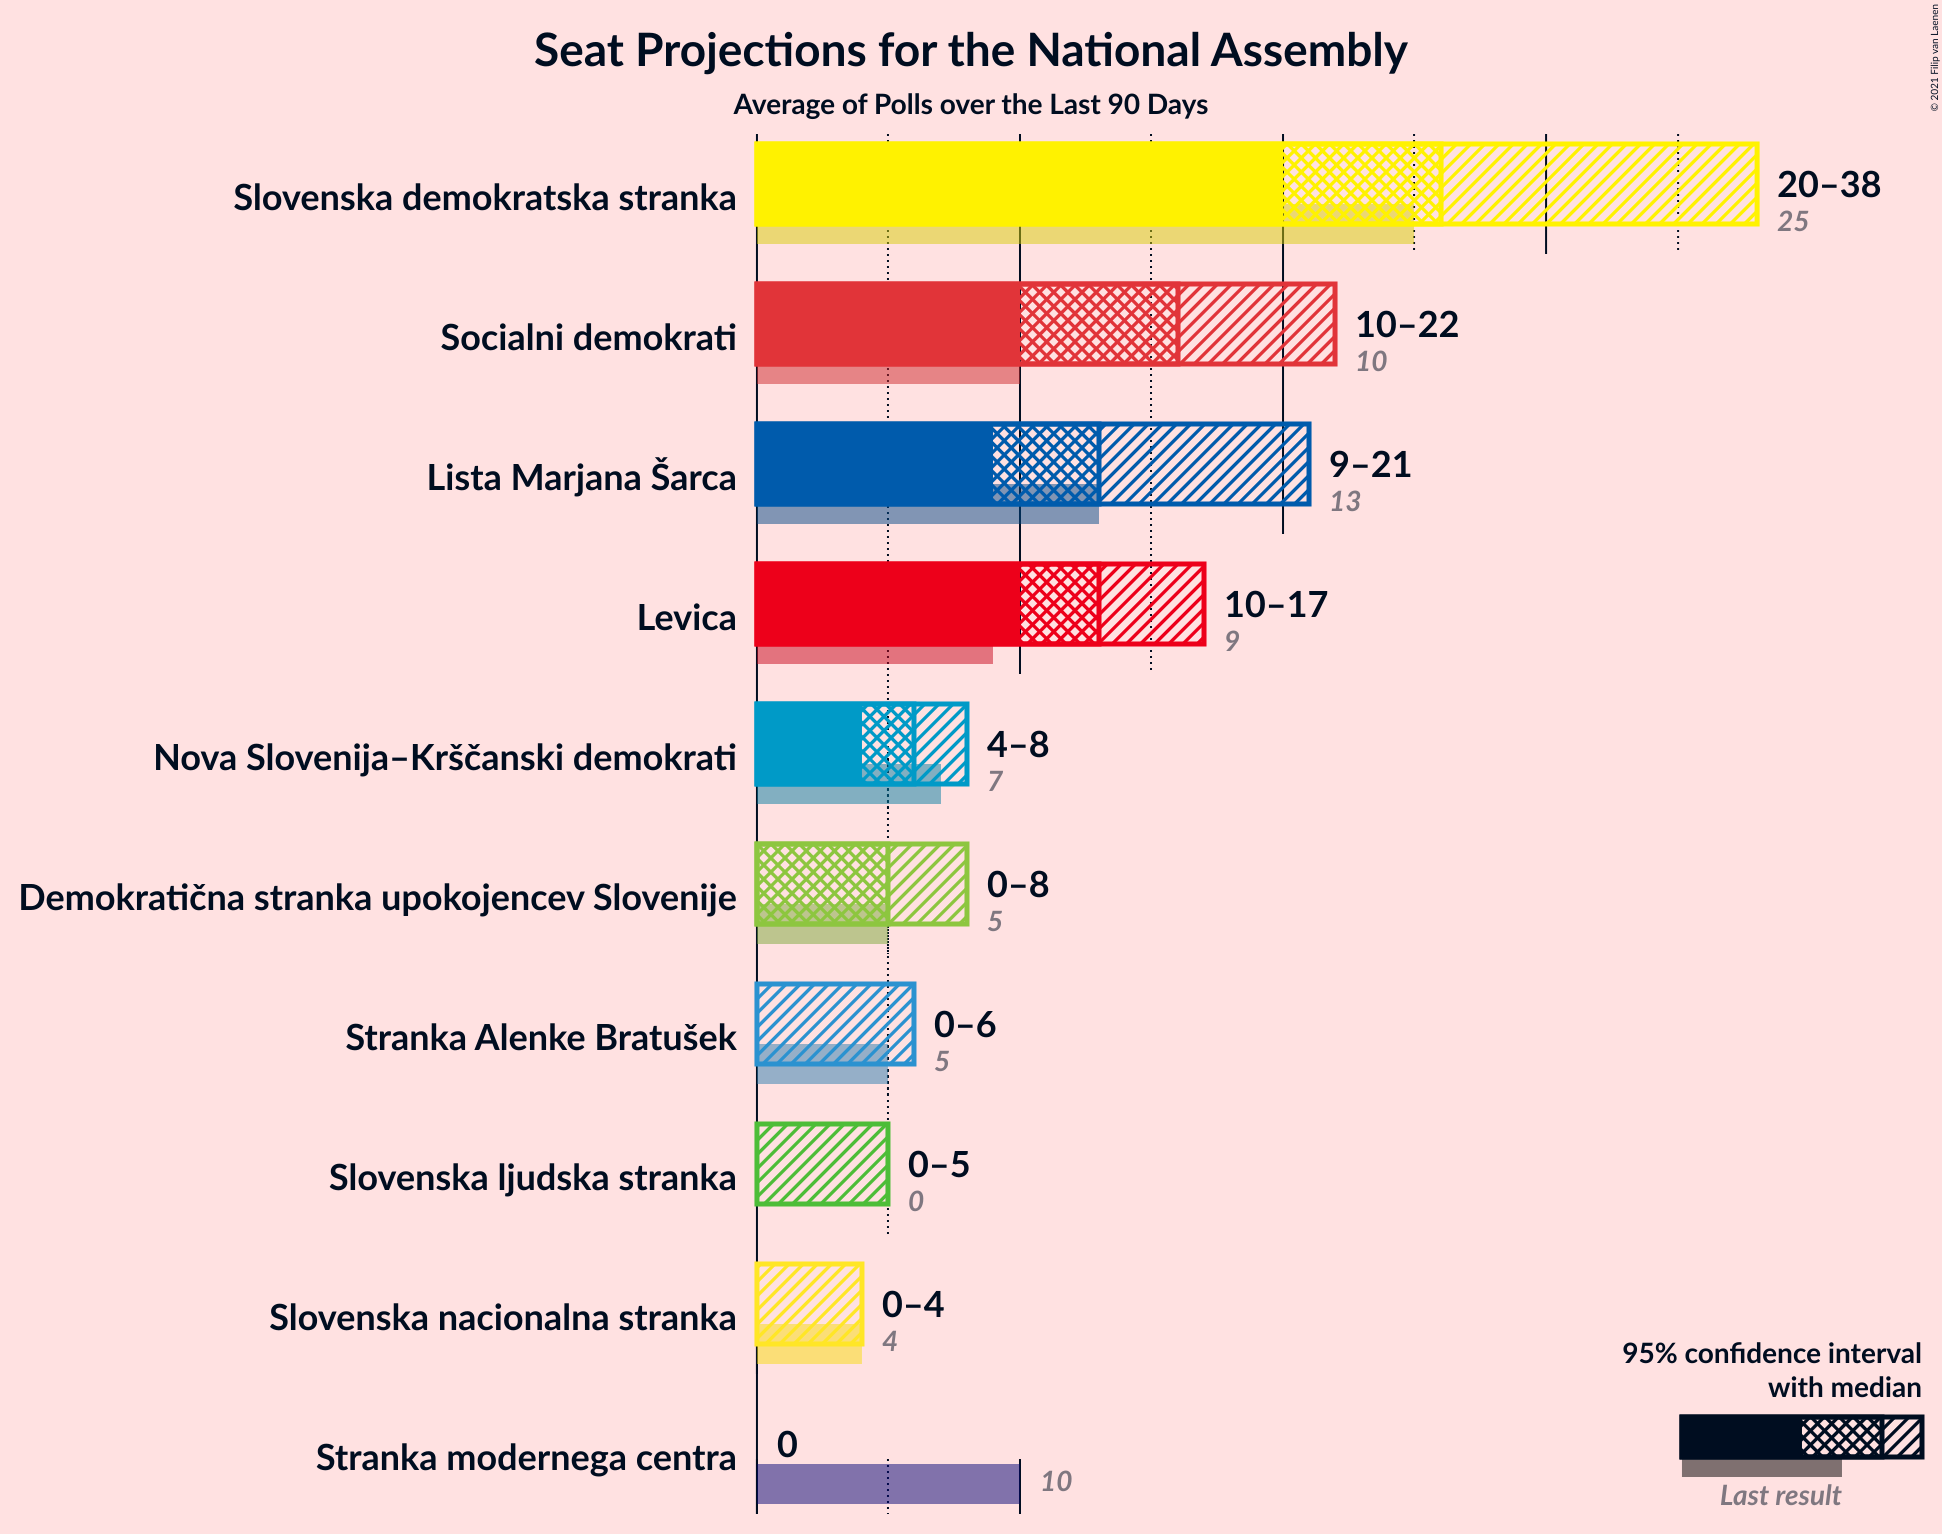 Seat Projections for the National Assembly
Average of Polls over the Last 90 Days
© 2021 Filip van Laenen
Slovenska demokratska stranka
20–38
25
Socialni demokrati
10–22
10
Lista Marjana Šarca
9–21
13
Levica
10–17
9
Nova Slovenija–Krščanski demokrati
4–8
7
Demokratična stranka upokojencev Slovenije
0–8
5
Stranka Alenke Bratušek
0–6
5
Slovenska ljudska stranka
0–5
0
Slovenska nacionalna stranka
0–4
4
Stranka modernega centra
0
10
95% confidence interval
with median
Last result